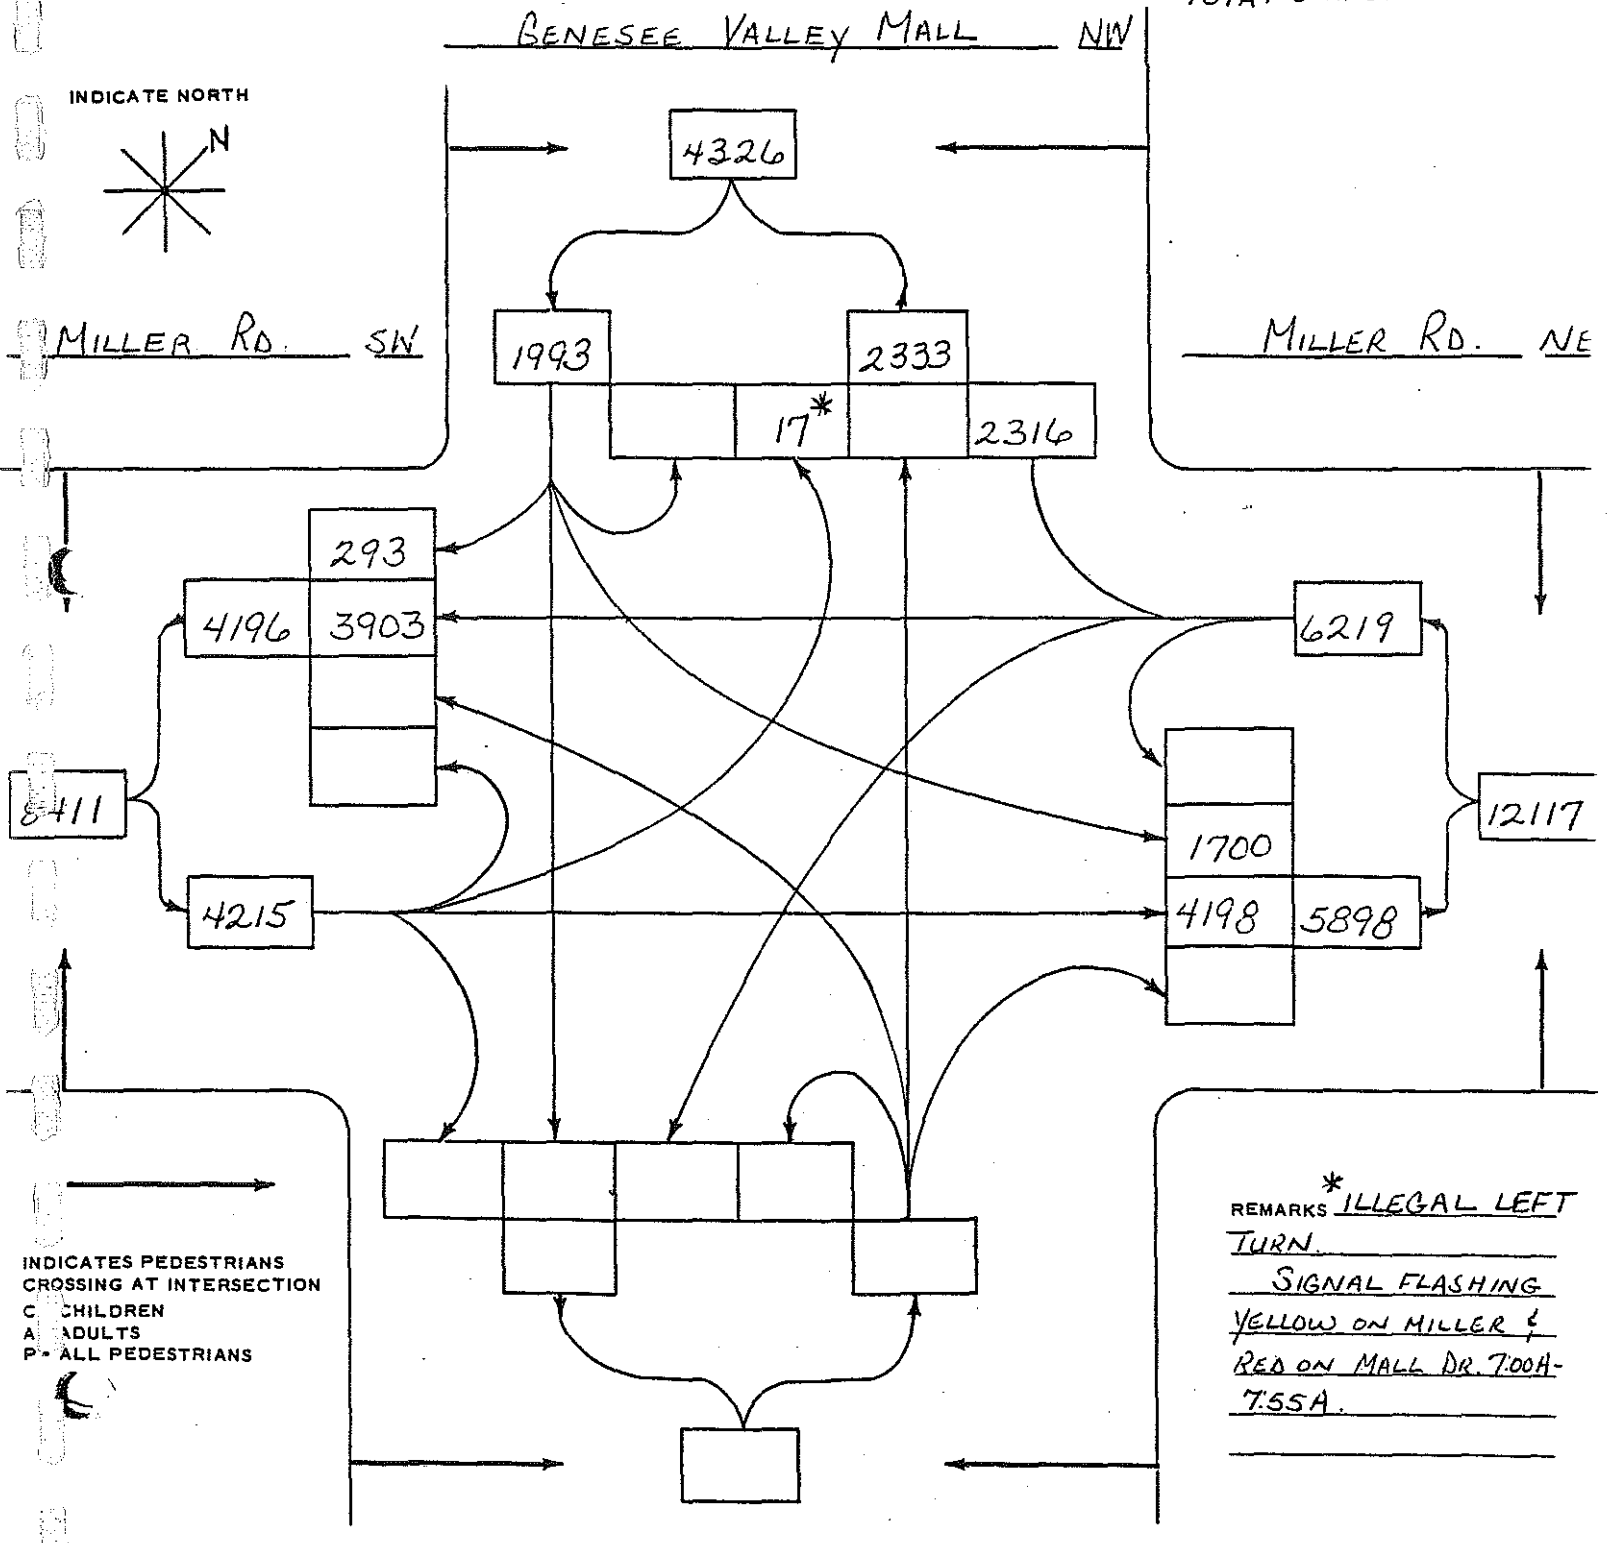 GENESEE VALLEY MALL NW
INDICATE NORTH
N
4326
MILLER RD. SW
MILLER RD. NE
1993
2333
17*
2316
293
4196
3903
6219
8411
12117
1700
4215
4198
5898
REMARKS *ILLEGAL LEFT
TURN.
SIGNAL FLASHING
YELLOW ON MILLER &
RED ON MALL DR. 7:00A-
7:55A.
INDICATES PEDESTRIANS
CROSSING AT INTERSECTION
C CHILDREN
A ADULTS
P - ALL PEDESTRIANS